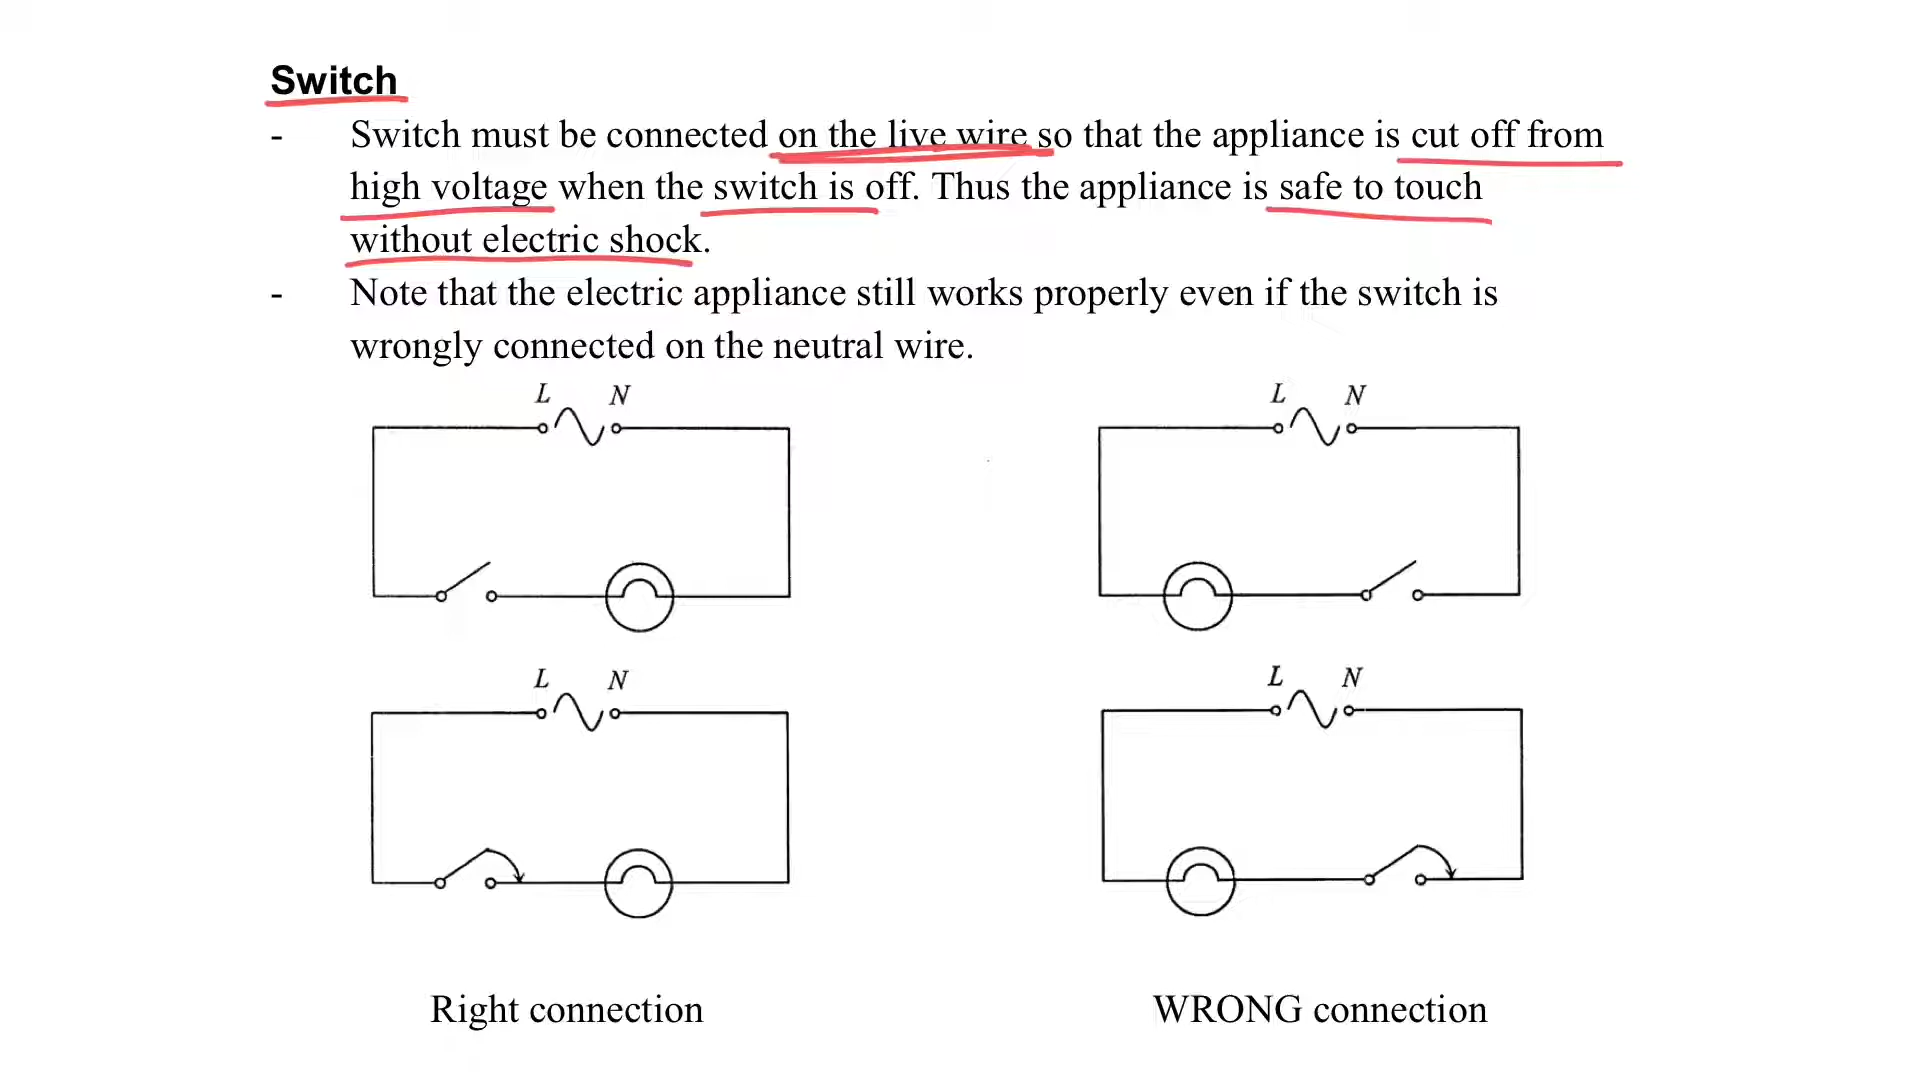 Switch
- Switch must be connected on the live wire so that the appliance is cut off from
high voltage when the switch is off. Thus the appliance is safe to touch
without electric shock.
- Note that the electric appliance still works properly even if the switch is
wrongly connected on the neutral wire.
L N
L N
L N
L N
Right connection
WRONG connection